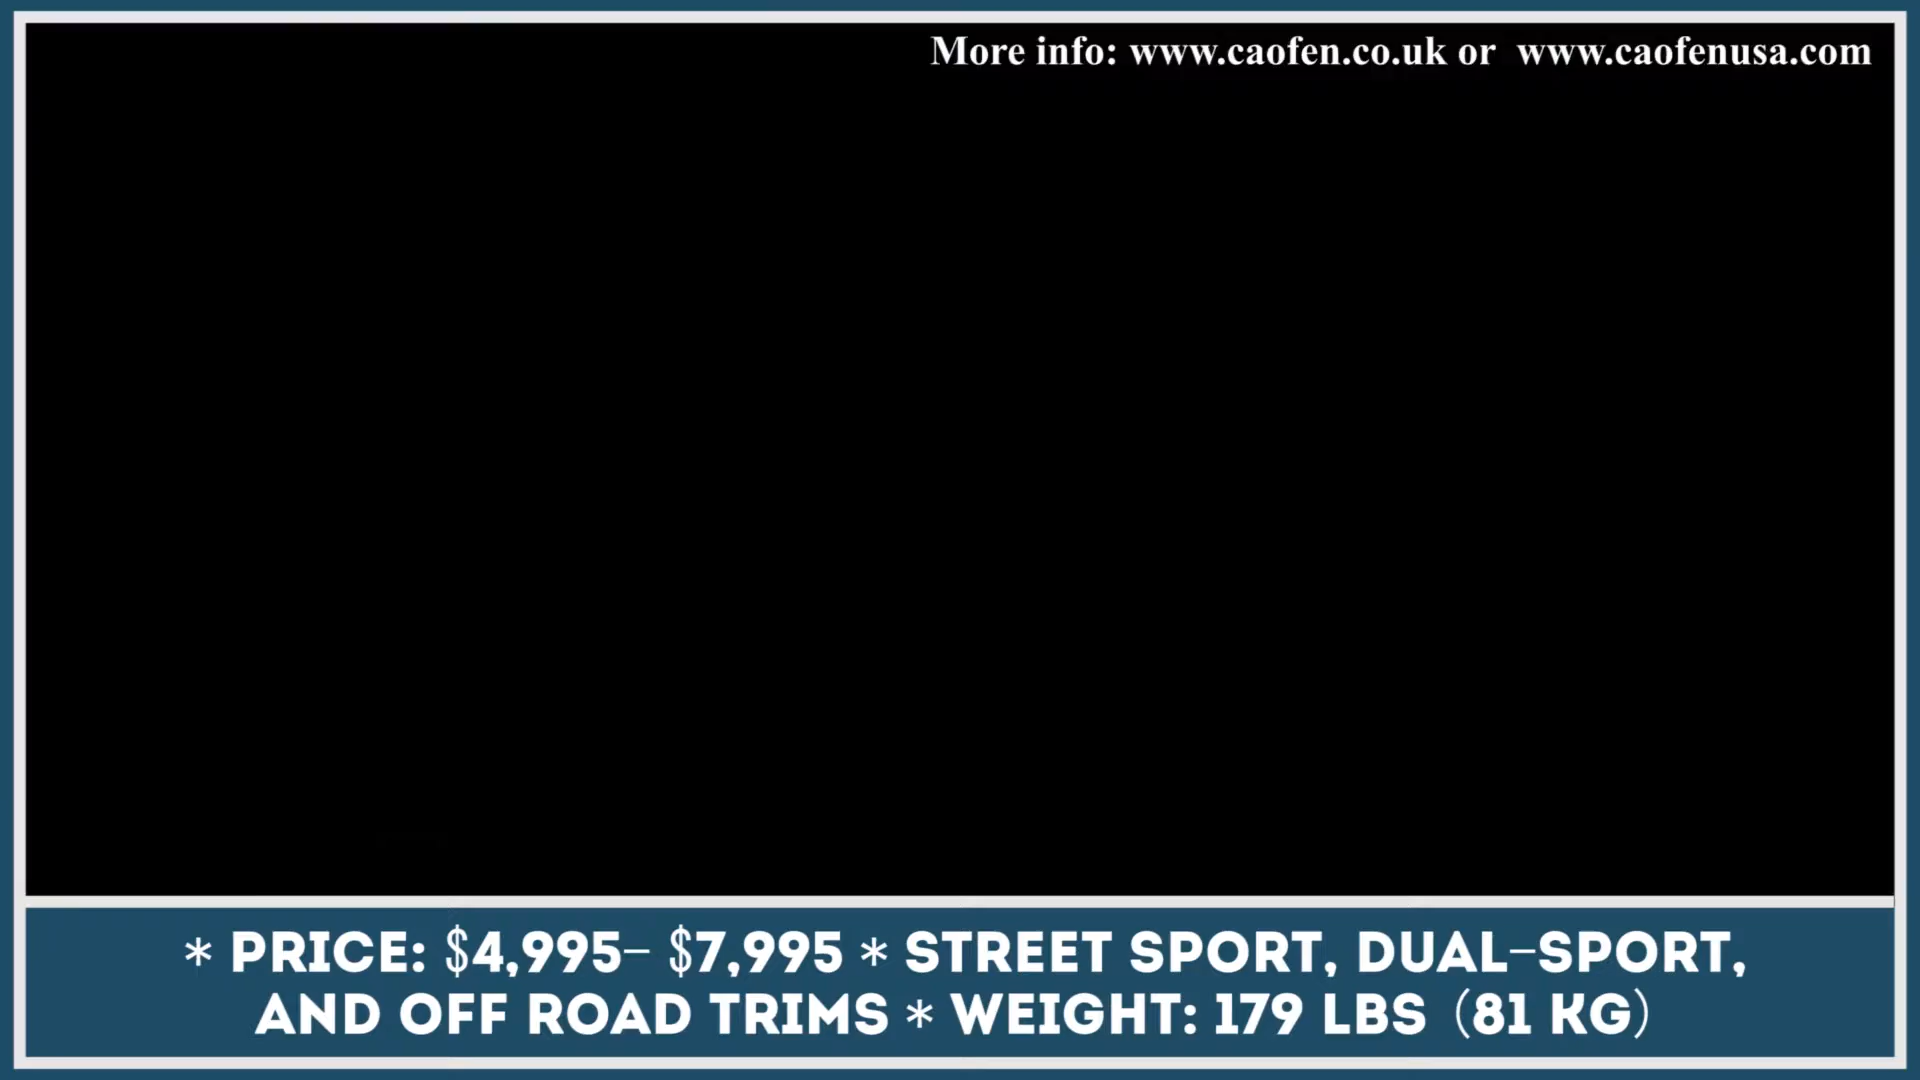 More info: www.caofen.co.uk or  www.caofenusa.com
* PRICE: $4,995– $7,995 * STREET SPORT, DUAL–SPORT,
AND OFF ROAD TRIMS * WEIGHT: 179 LBS (81 KG)